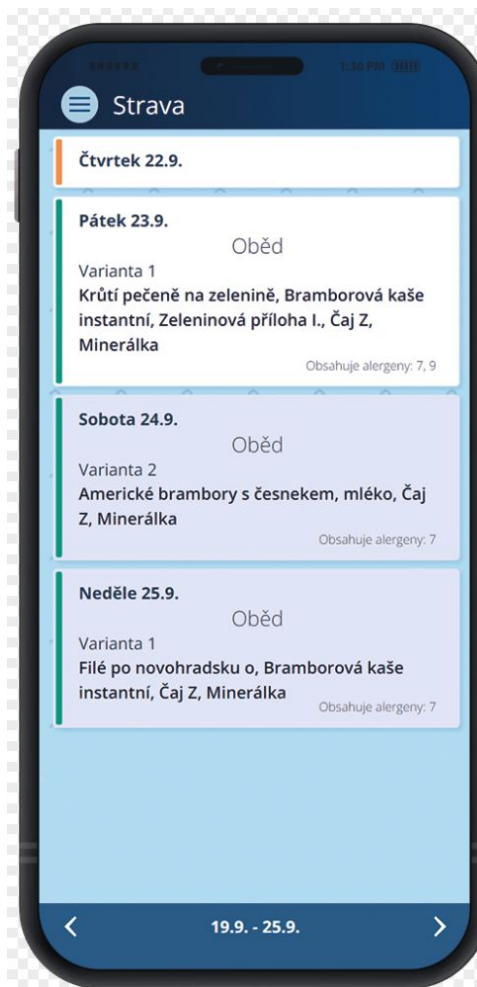 1:30 PM
Strava
Čtvrtek 22.9.
Pátek 23.9.
Oběd
Varianta 1
Krůtí pečeně na zelenině, Bramborová kaše
instantní, Zeleninová příloha I., Čaj Z,
Minerálka
Obsahuje alergeny: 7, 9
Sobota 24.9.
Oběd
Varianta 2
Americké brambory s česnekem, mléko, Čaj
Z, Minerálka
Obsahuje alergeny: 7
Neděle 25.9.
Oběd
Varianta 1
Filé po novohradsku o, Bramborová kaše
instantní, Čaj Z, Minerálka
Obsahuje alergeny: 7
19.9. - 25.9.